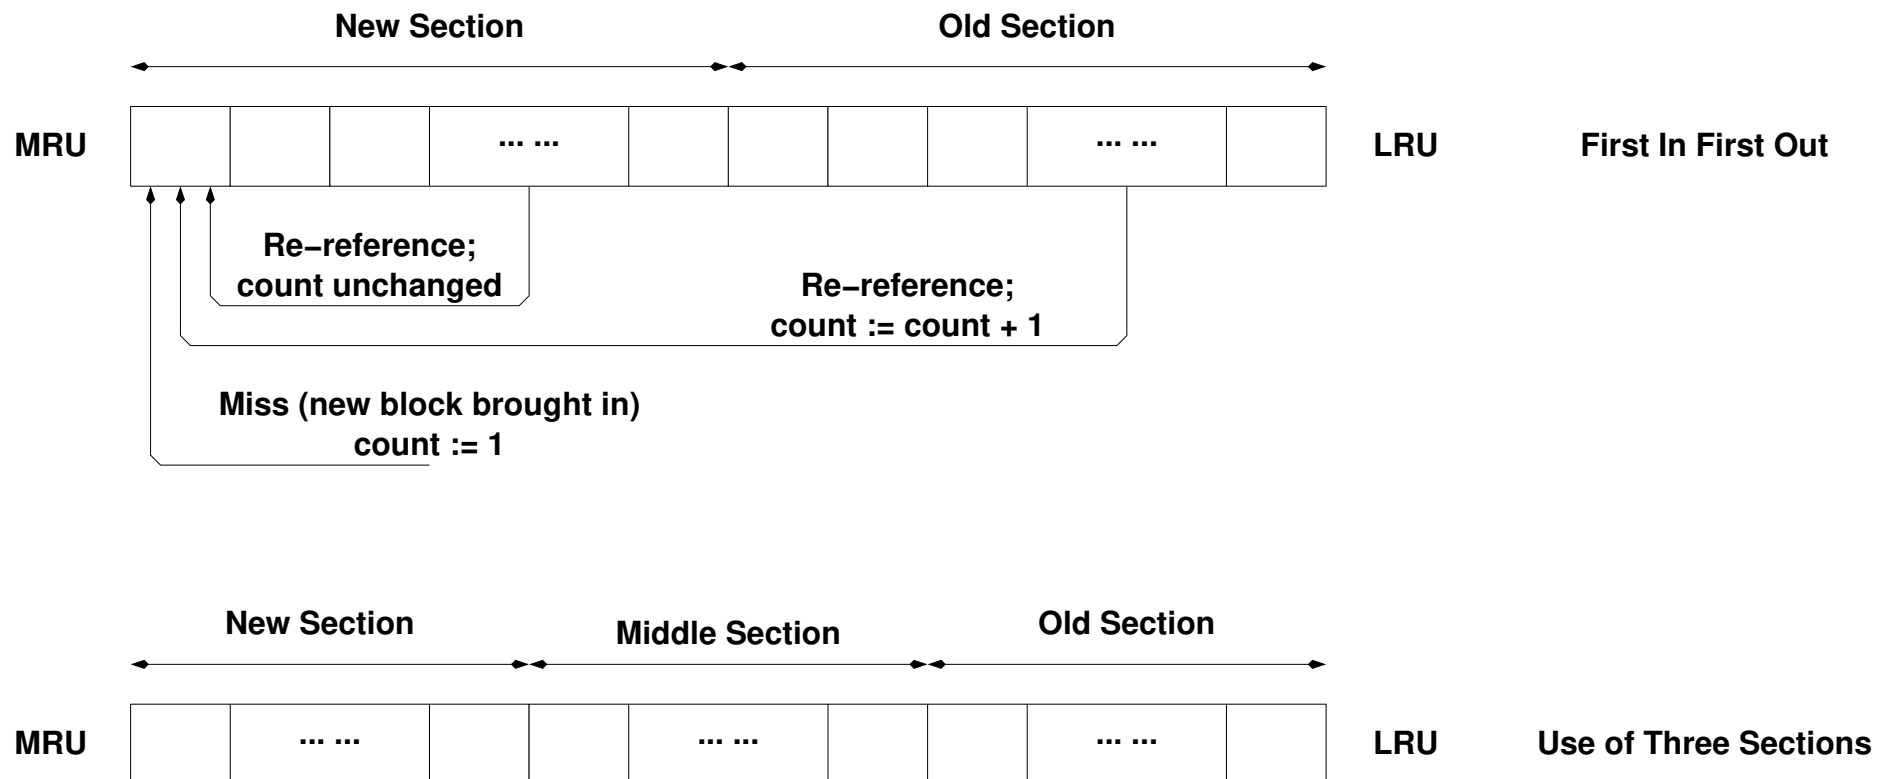 New Section Old Section
MRU ... ... ... ... LRU First In First Out
Re–reference;
count unchanged
Re–reference;
count := count + 1
Miss (new block brought in)
count := 1
New Section Middle Section Old Section
MRU ... ... ... ... ... ... LRU Use of Three Sections